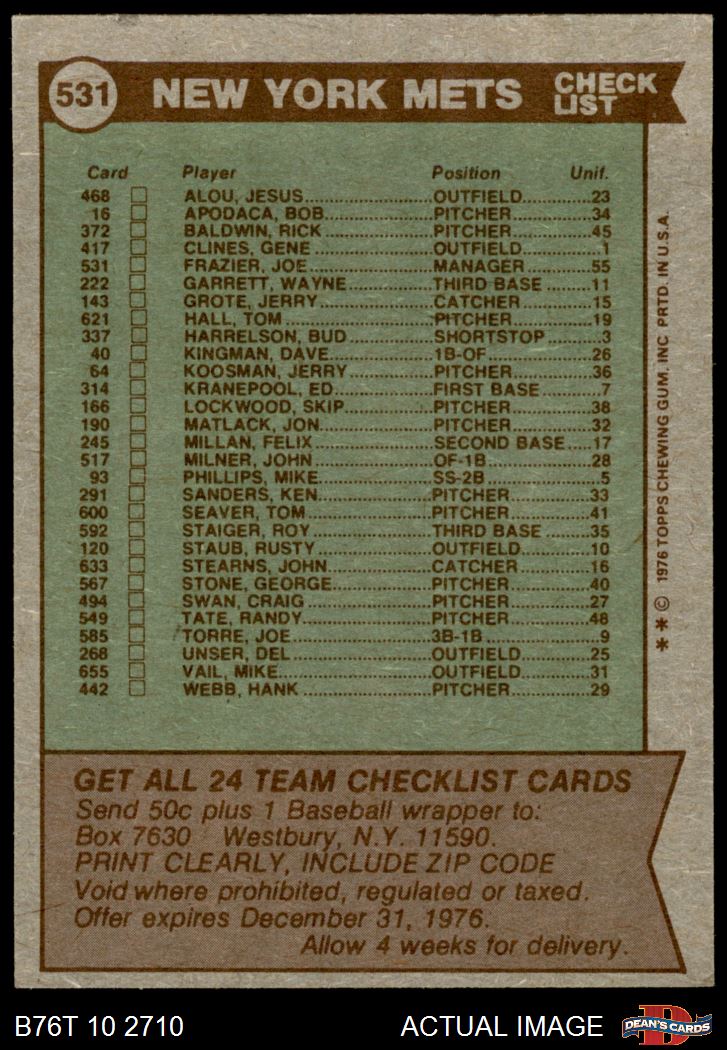 531 NEW YORK METS CHECK LIST
Card Player Position Unif.
468 ALOU, JESUS OUTFIELD 23
16 APODACA, BOB PITCHER 34
372 BALDWIN, RICK PITCHER 45
417 CLINES, GENE OUTFIELD 1
531 FRAZIER, JOE MANAGER 55
222 GARRETT, WAYNE THIRD BASE 11
143 GROTE, JERRY CATCHER 15
621 HALL, TOM PITCHER 19
337 HARRELSON, BUD SHORTSTOP 3
40 KINGMAN, DAVE 1B-OF 26
64 KOOSMAN, JERRY PITCHER 36
314 KRANEPOOL, ED FIRST BASE 7
166 LOCKWOOD, SKIP PITCHER 38
190 MATLACK, JON PITCHER 32
245 MILLAN, FELIX SECOND BASE 17
517 MILNER, JOHN OF-1B 28
93 PHILLIPS, MIKE SS-2B 5
291 SANDERS, KEN PITCHER 33
600 SEAVER, TOM PITCHER 41
592 STAIGER, ROY THIRD BASE 35
120 STAUB, RUSTY OUTFIELD 10
633 STEARNS, JOHN CATCHER 16
567 STONE, GEORGE PITCHER 40
494 SWAN, CRAIG PITCHER 27
549 TATE, RANDY PITCHER 48
585 TORRE, JOE 3B-1B 9
268 UNSER, DEL OUTFIELD 25
655 VAIL, MIKE OUTFIELD 31
442 WEBB, HANK PITCHER 29
* * © 1976 TOPPS CHEWING GUM, INC PRTD. IN U.S.A.
GET ALL 24 TEAM CHECKLIST CARDS
Send 50c plus 1 Baseball wrapper to:
Box 7630 Westbury, N.Y. 11590.
PRINT CLEARLY, INCLUDE ZIP CODE
Void where prohibited, regulated or taxed.
Offer expires December 31, 1976.
Allow 4 weeks for delivery.
B76T 10 2710 ACTUAL IMAGE DEAN'S CARDS